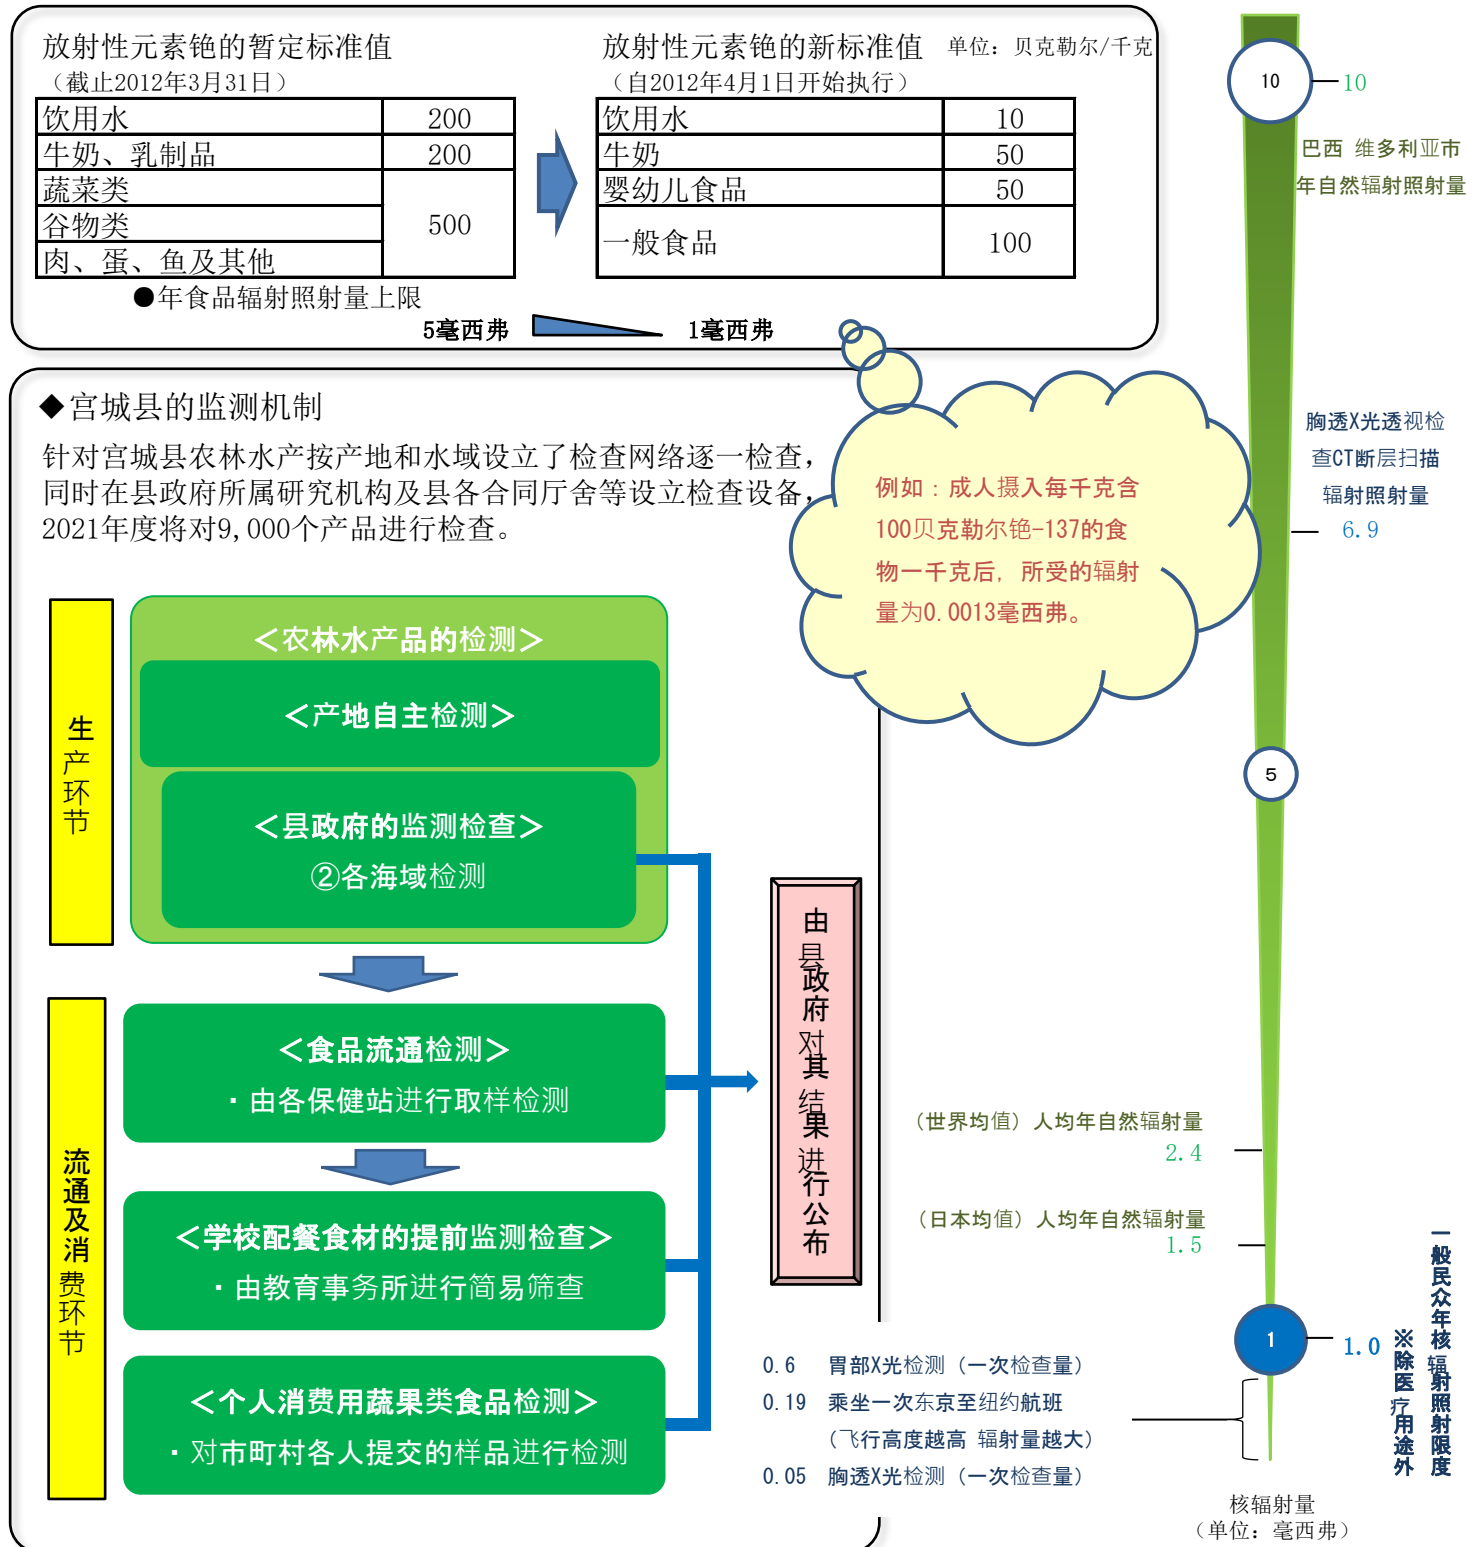 放射性元素铯的暂定标准值
（截止2012年3月31日）
饮用水 200
牛奶、乳制品 200
蔬菜类
谷物类 500
肉、蛋、鱼及其他
放射性元素铯的新标准值 单位：贝克勒尔/千克
（自2012年4月1日开始执行）
饮用水 10
牛奶 50
婴幼儿食品 50
一般食品 100
●年食品辐射照射量上限
5毫西弗 1毫西弗
◆宫城县的监测机制
针对宫城县农林水产按产地和水域设立了检查网络逐一检查，
同时在县政府所属研究机构及县各合同厅舍等设立检查设备，
2021年度将对9,000个产品进行检查。
例如：成人摄入每千克含
100贝克勒尔铯-137的食
物一千克后，所受的辐射
量为0.0013毫西弗。
生产环节
＜农林水产品的检测＞
＜产地自主检测＞
＜县政府的监测检查＞
②各海域检测
流通及消费环节
＜食品流通检测＞
・由各保健站进行取样检测
＜学校配餐食材的提前监测检查＞
・由教育事务所进行简易筛查
＜个人消费用蔬果类食品检测＞
・对市町村各人提交的样品进行检测
由县政府对其结果进行公布
10
10
巴西 维多利亚市
年自然辐射照射量
胸透X光透视检
查CT断层扫描
辐射照射量
6.9
5
（世界均值）人均年自然辐射量
2.4
（日本均值）人均年自然辐射量
1.5
1
1.0
一般民众年核辐射照射限度
※除医疗用途外
0.6 胃部X光检测（一次检查量）
0.19 乘坐一次东京至纽约航班
（飞行高度越高 辐射量越大）
0.05 胸透X光检测（一次检查量）
核辐射量
（单位：毫西弗）